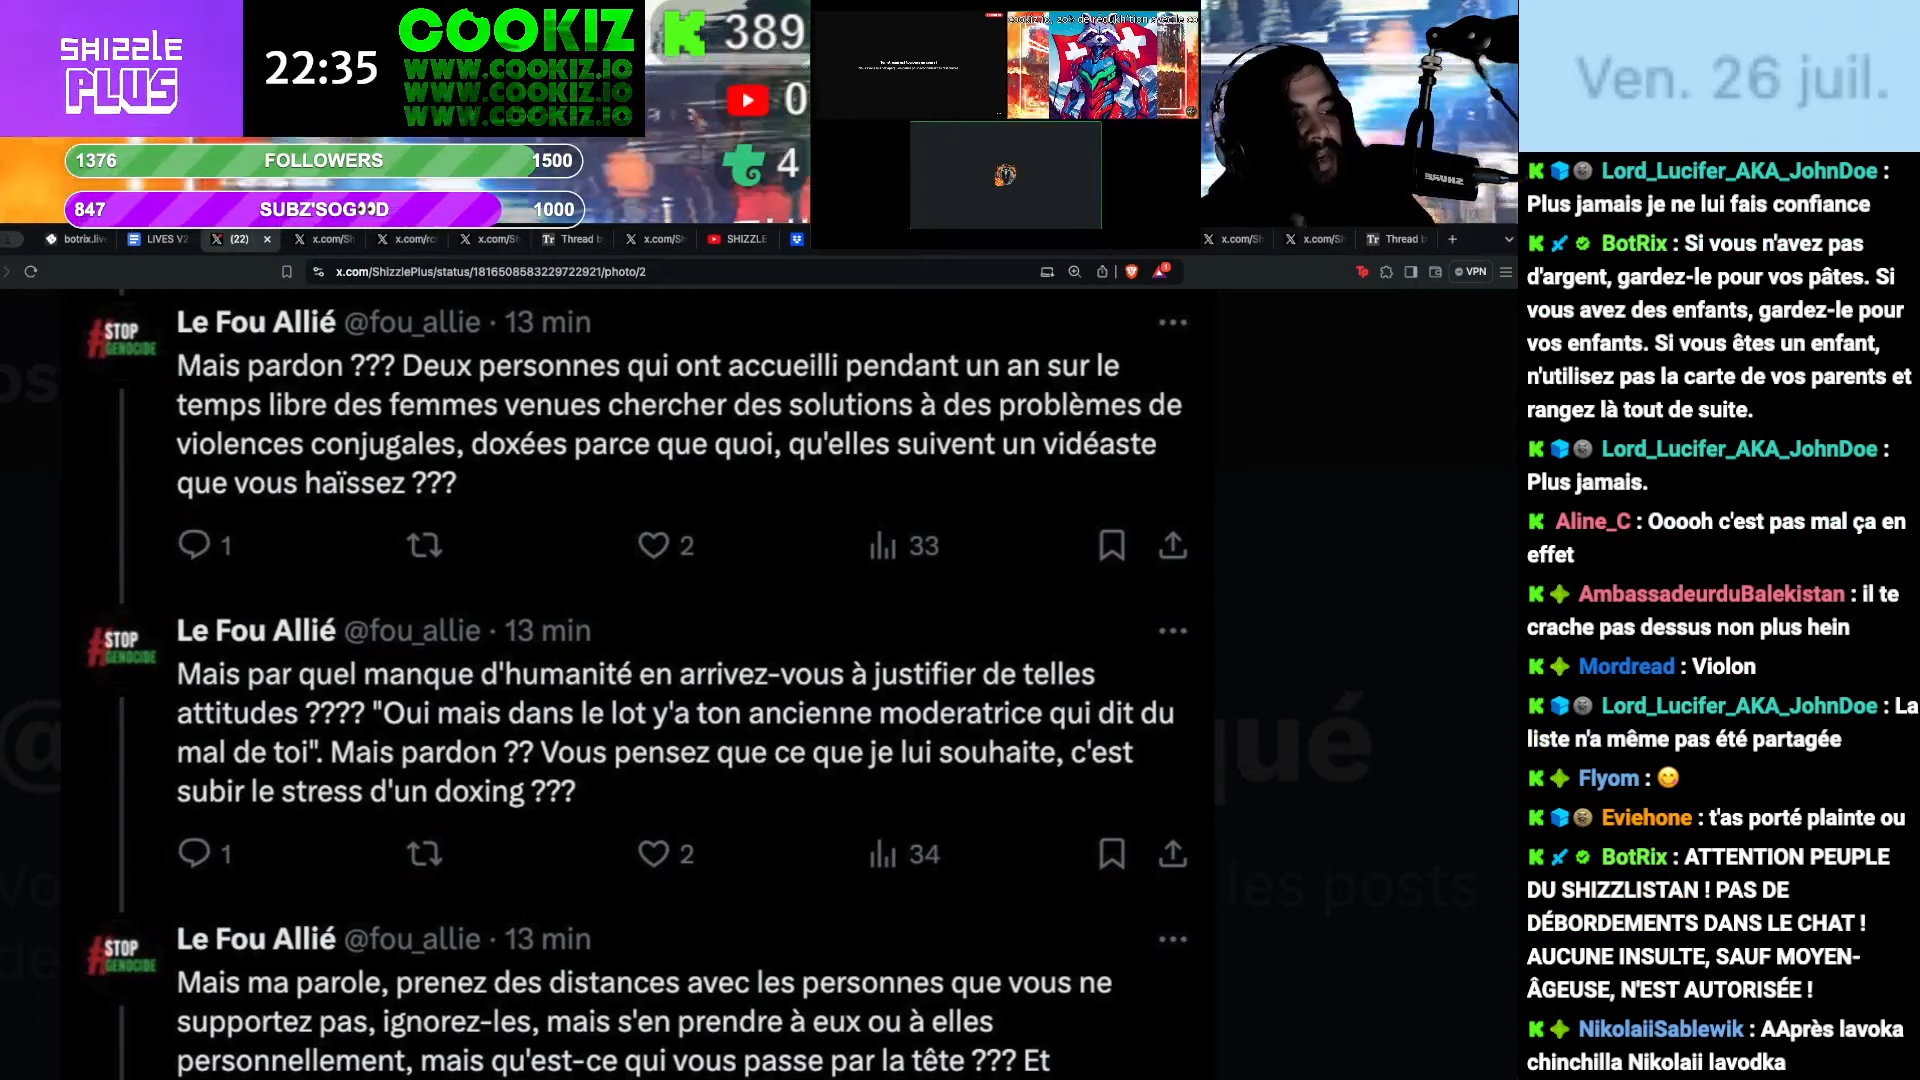 SHIZZLE
PLUS
22:35
COOKIZ
WWW.COOKIZ.IO
WWW.COOKIZ.IO
WWW.COOKIZ.IO
389
0
4
1376 FOLLOWERS 1500
847 SUBZ'SOG👀D 1000
Ven. 26 juil.
botrix.live
LIVES V2
(22)
x.com/Sh
x.com/rc
x.com/Sh
Thread b
x.com/Sh
SHIZZLE
x.com/Sh
x.com/Sh
Thread b
x.com/ShizzlePlus/status/1816508583229722921/photo/2
VPN
#STOP
GENOCIDE
Le Fou Allié @fou_allie · 13 min
Mais pardon ??? Deux personnes qui ont accueilli pendant un an sur le
temps libre des femmes venues chercher des solutions à des problèmes de
violences conjugales, doxées parce que quoi, qu'elles suivent un vidéaste
que vous haïssez ???
1 2 33
#STOP
GENOCIDE
Le Fou Allié @fou_allie · 13 min
Mais par quel manque d'humanité en arrivez-vous à justifier de telles
attitudes ???? "Oui mais dans le lot y'a ton ancienne moderatrice qui dit du
mal de toi". Mais pardon ?? Vous pensez que ce que je lui souhaite, c'est
subir le stress d'un doxing ???
1 2 34
#STOP
GENOCIDE
Le Fou Allié @fou_allie · 13 min
Mais ma parole, prenez des distances avec les personnes que vous ne
supportez pas, ignorez-les, mais s'en prendre à eux ou à elles
personnellement, mais qu'est-ce qui vous passe par la tête ??? Et
qué
les posts
Lord_Lucifer_AKA_JohnDoe :
Plus jamais je ne lui fais confiance
BotRix : Si vous n'avez pas
d'argent, gardez-le pour vos pâtes. Si
vous avez des enfants, gardez-le pour
vos enfants. Si vous êtes un enfant,
n'utilisez pas la carte de vos parents et
rangez là tout de suite.
Lord_Lucifer_AKA_JohnDoe :
Plus jamais.
Aline_C : Ooooh c'est pas mal ça en
effet
AmbassadeurduBalekistan : il te
crache pas dessus non plus hein
Mordread : Violon
Lord_Lucifer_AKA_JohnDoe : La
liste n'a même pas été partagée
Flyom : 😋
Eviehone : t'as porté plainte ou
BotRix : ATTENTION PEUPLE
DU SHIZZLISTAN ! PAS DE
DÉBORDEMENTS DANS LE CHAT !
AUCUNE INSULTE, SAUF MOYEN-
ÂGEUSE, N'EST AUTORISÉE !
NikolaiiSablewik : AAprès lavoka
chinchilla Nikolaii lavodka